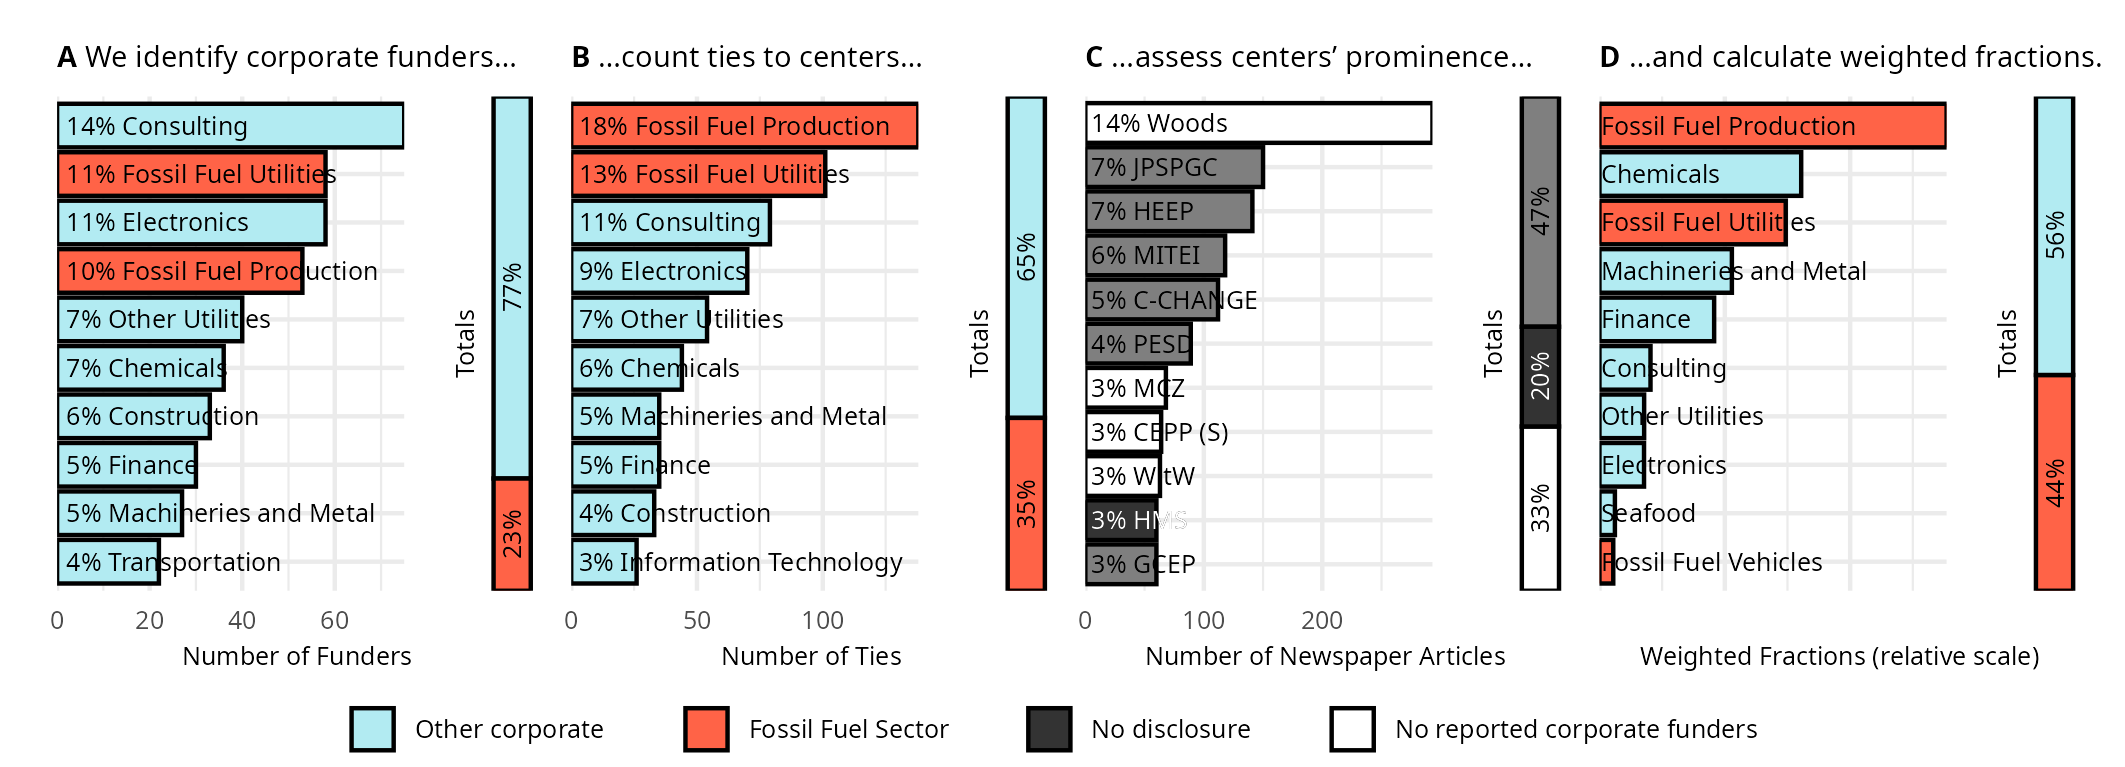 A We identify corporate funders...
14% Consulting
11% Fossil Fuel Utilities
11% Electronics
10% Fossil Fuel Production
7% Other Utilities
7% Chemicals
6% Construction
5% Finance
5% Machineries and Metal
4% Transportation
0 20 40 60
Number of Funders
Totals
77%
23%
B ...count ties to centers...
18% Fossil Fuel Production
13% Fossil Fuel Utilities
11% Consulting
9% Electronics
7% Other Utilities
6% Chemicals
5% Machineries and Metal
5% Finance
4% Construction
3% Information Technology
0 50 100
Number of Ties
Totals
65%
35%
C ...assess centers’ prominence...
14% Woods
7% JPSPGC
7% HEEP
6% MITEI
5% C-CHANGE
4% PESD
3% MCZ
3% CEPP (S)
3% WtW
3% HMS
3% GCEP
0 100 200
Number of Newspaper Articles
Totals
47%
20%
33%
D ...and calculate weighted fractions.
Fossil Fuel Production
Chemicals
Fossil Fuel Utilities
Machineries and Metal
Finance
Consulting
Other Utilities
Electronics
Seafood
Fossil Fuel Vehicles
Weighted Fractions (relative scale)
Totals
56%
44%
Other corporate
Fossil Fuel Sector
No disclosure
No reported corporate funders